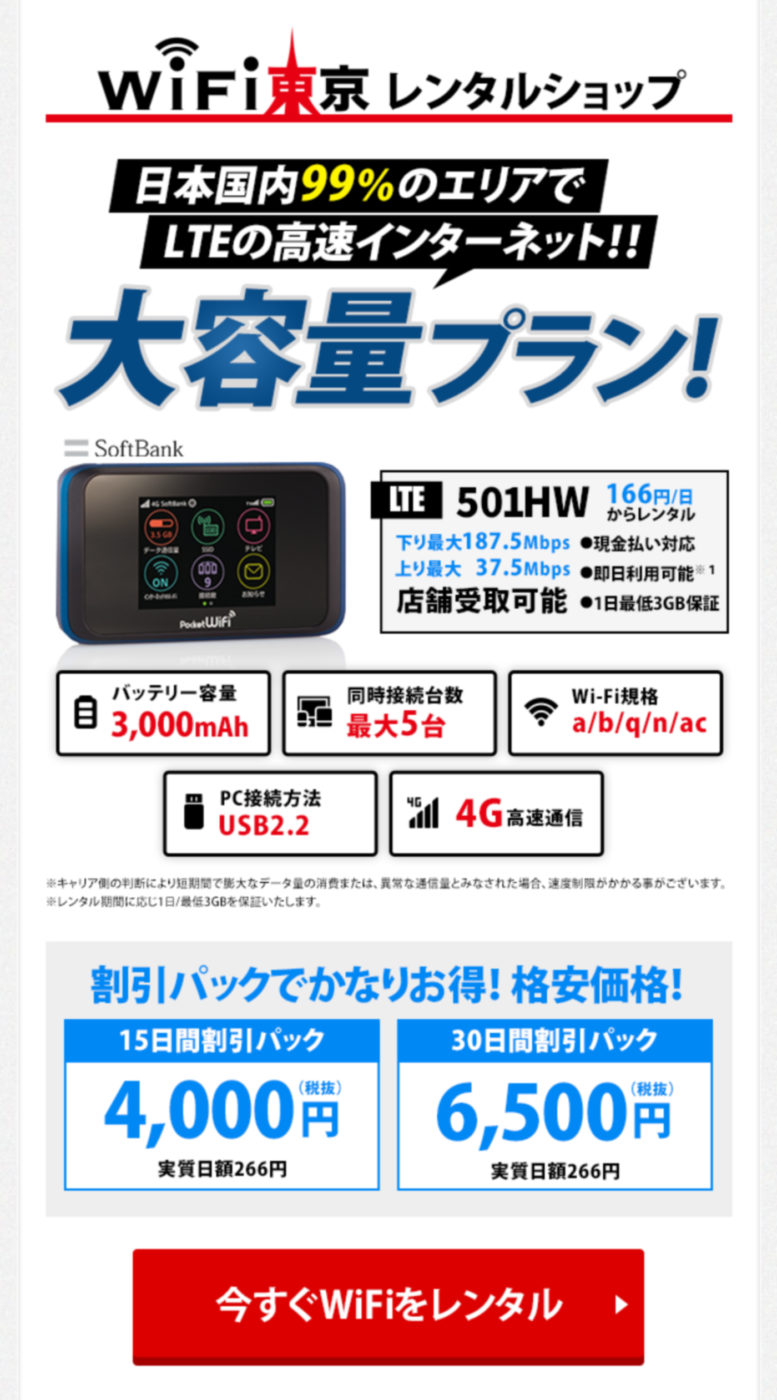 WiFi東京 レンタルショップ
日本国内99%のエリアで
LTEの高速インターネット!!
大容量プラン!
SoftBank
4G SoftBank
3.5 GB
データ通信量
SSID
テレビ
ON
9
お知らせ
Pocket WiFi
LTE 501HW 166円/日
からレンタル
下り最大187.5Mbps ●現金払い対応
上り最大 37.5Mbps ●即日利用可能※1
店舗受取可能 ●1日最低3GB保証
バッテリー容量
3,000mAh
同時接続台数
最大5台
Wi-Fi規格
a/b/q/n/ac
PC接続方法
USB2.2
4G 4G高速通信
※キャリア側の判断により短期間で膨大なデータ量の消費または、異常な通信量とみなされた場合、速度制限がかかる事がございます。
※レンタル期間に応じ1日/最低3GBを保証いたします。
割引パックでかなりお得! 格安価格!
15日間割引パック
4,000円(税抜)
実質日額266円
30日間割引パック
6,500円(税抜)
実質日額266円
今すぐWiFiをレンタル